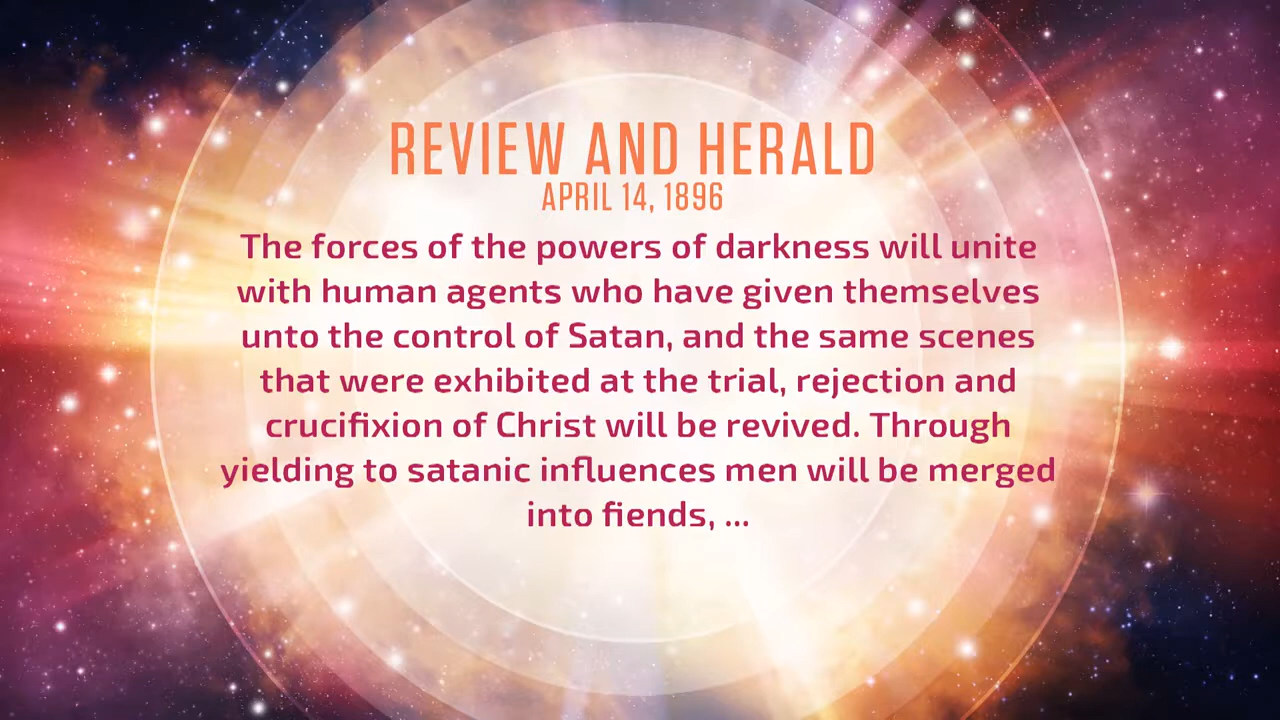 REVIEW AND HERALD
APRIL 14, 1896
The forces of the powers of darkness will unite
with human agents who have given themselves
unto the control of Satan, and the same scenes
that were exhibited at the trial, rejection and
crucifixion of Christ will be revived. Through
yielding to satanic influences men will be merged
into fiends, ...